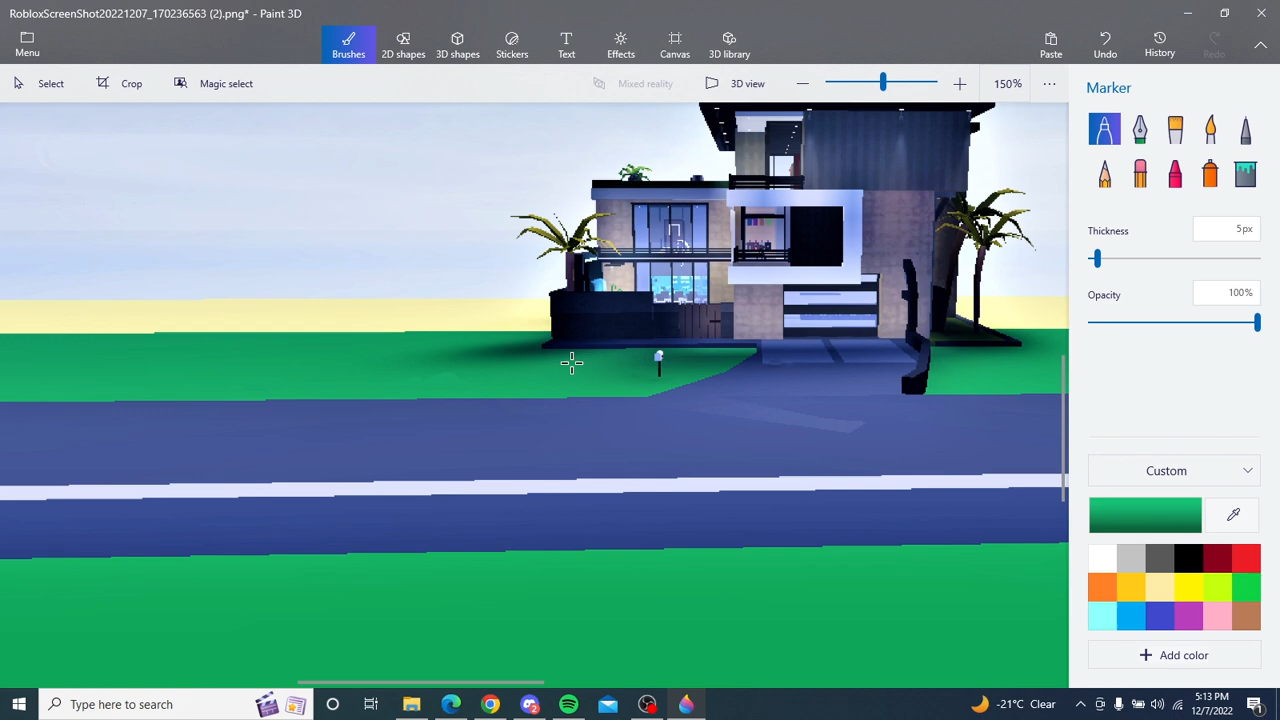 RobloxScreenShot20221207_170236563 (2).png* - Paint 3D
Menu
Brushes
2D shapes
3D shapes
Stickers
Text
Effects
Canvas
3D library
Paste
Undo
History
Redo
Select
Crop
Magic select
Mixed reality
3D view
150%
Marker
Thickness
5px
Opacity
100%
Custom
Add color
Type here to search
-21°C Clear
5:13 PM
12/7/2022